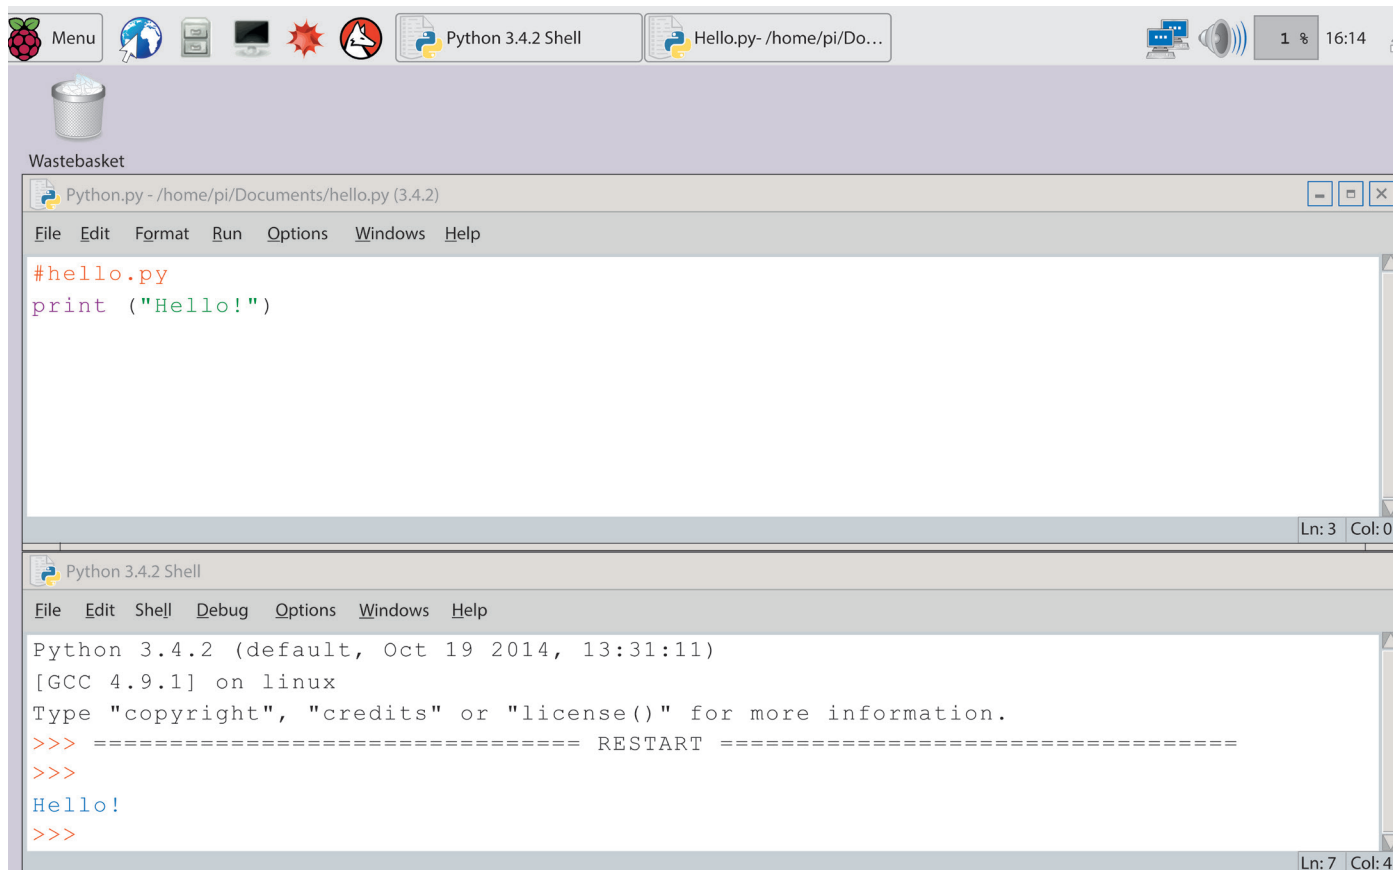 Menu
Python 3.4.2 Shell
Hello.py- /home/pi/Do...
1 %
16:14
Wastebasket
Python.py - /home/pi/Documents/hello.py (3.4.2)
File Edit Format Run Options Windows Help
#hello.py
print ("Hello!")
Ln: 3 Col: 0
Python 3.4.2 Shell
File Edit Shell Debug Options Windows Help
Python 3.4.2 (default, Oct 19 2014, 13:31:11)
[GCC 4.9.1] on linux
Type "copyright", "credits" or "license()" for more information.
>>> ================================ RESTART ==================================
>>>
Hello!
>>>
Ln: 7 Col: 4